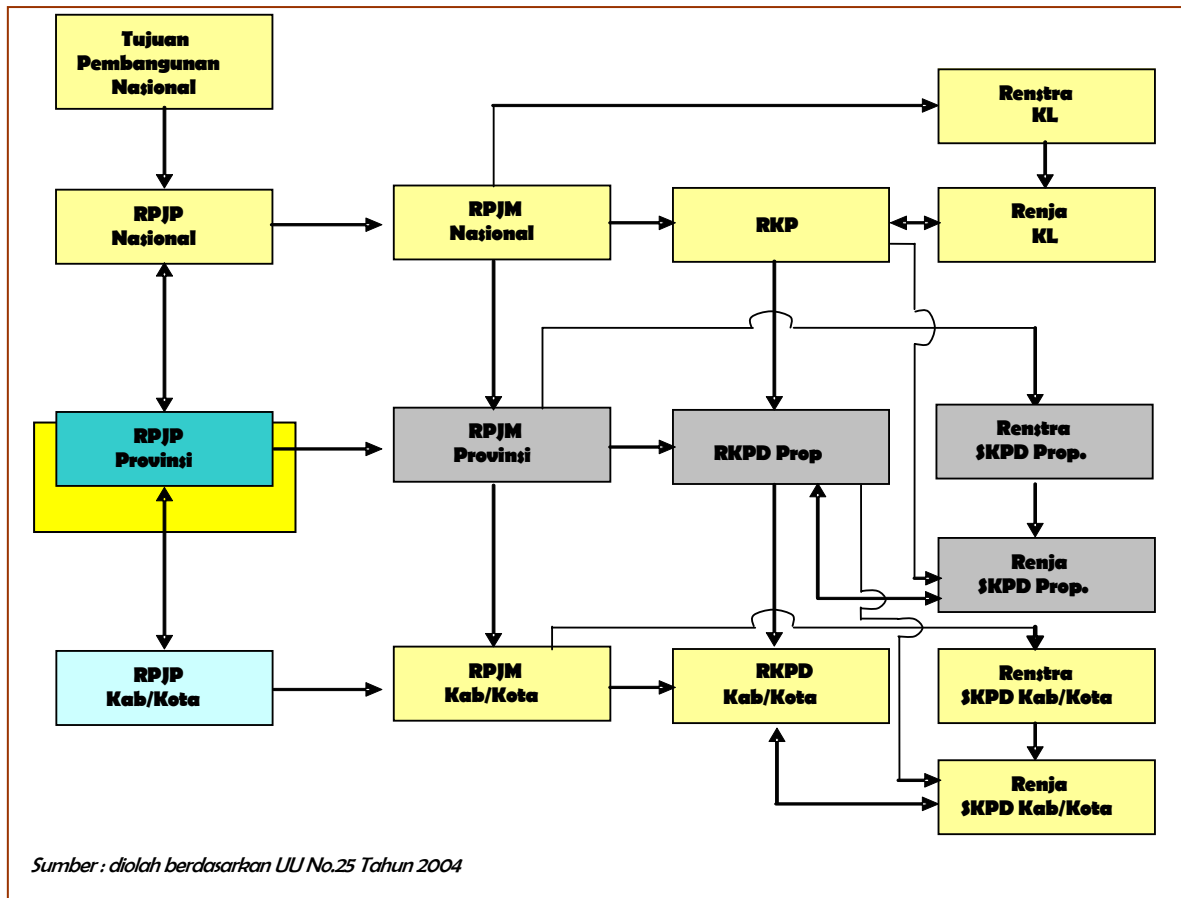 Tujuan
Pembangunan
Nasional
Renstra
KL
RPJP
Nasional
RPJM
Nasional
RKP
Renja
KL
RPJP
Provinsi
RPJM
Provinsi
RKPD Prop
Renstra
SKPD Prop.
Renja
SKPD Prop.
RPJP
Kab/Kota
RPJM
Kab/Kota
RKPD
Kab/Kota
Renstra
SKPD Kab/Kota
Renja
SKPD Kab/Kota
Sumber : diolah berdasarkan UU No.25 Tahun 2004